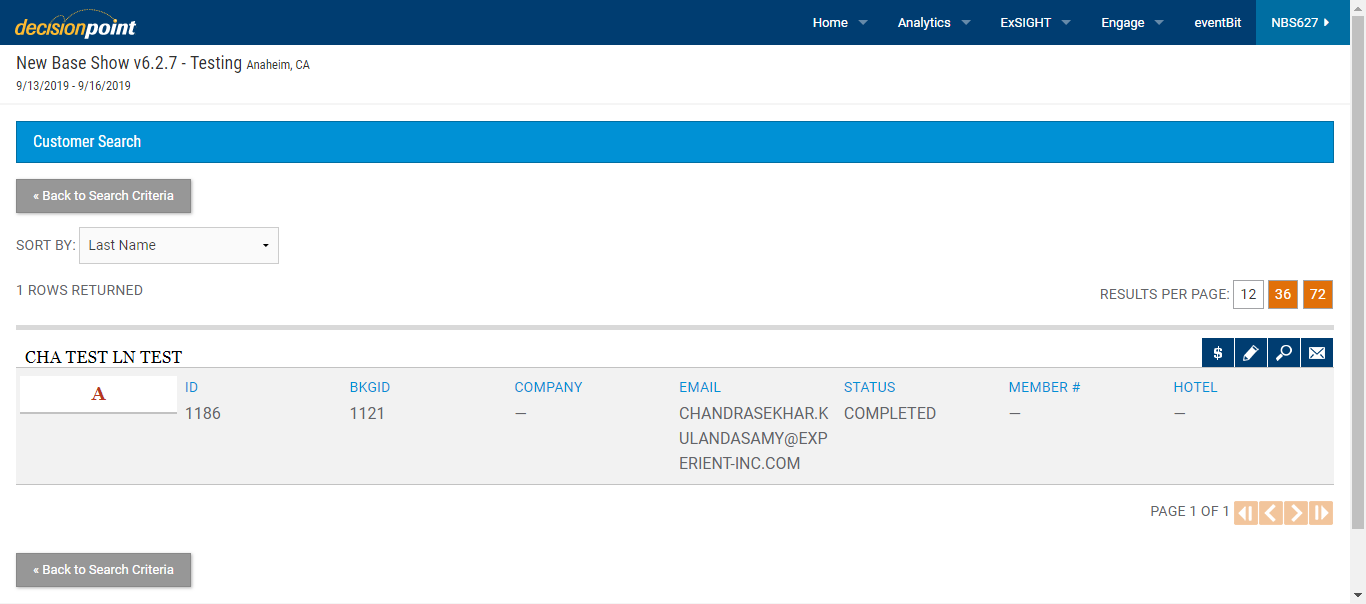 decisionpoint
Home Analytics ExSIGHT Engage eventBit NBS627
New Base Show v6.2.7 - Testing Anaheim, CA
9/13/2019 - 9/16/2019
Customer Search
« Back to Search Criteria
SORT BY: Last Name
1 ROWS RETURNED
RESULTS PER PAGE: 12 36 72
CHA TEST LN TEST
$
A
ID BKGID COMPANY EMAIL STATUS MEMBER # HOTEL
1186 1121 — CHANDRASEKHAR.K COMPLETED — —
ULANDASAMY@EXP
ERIENT-INC.COM
PAGE 1 OF 1
« Back to Search Criteria